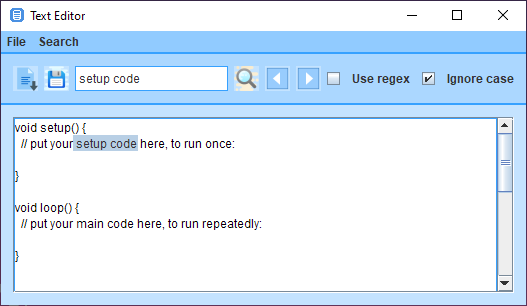 Text Editor
File Search
setup code Use regex Ignore case
void setup() {
// put your setup code here, to run once:
}
void loop() {
// put your main code here, to run repeatedly:
}